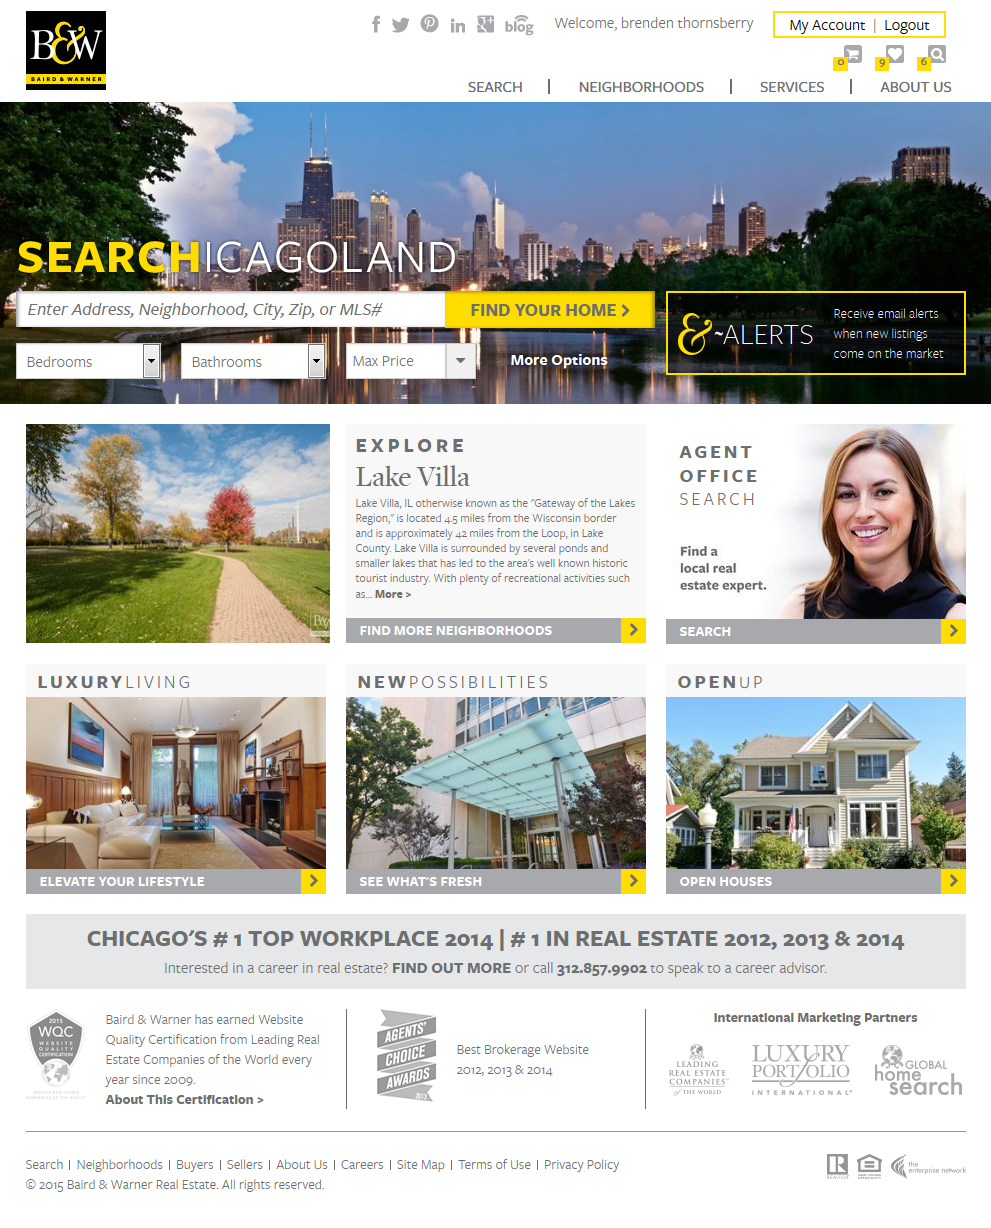 B&W
BAIRD & WARNER
blog
Welcome, brenden thornsberry
My Account | Logout
0 9 6
SEARCH | NEIGHBORHOODS | SERVICES | ABOUT US
SEARCHICAGOLAND
Enter Address, Neighborhood, City, Zip, or MLS#
FIND YOUR HOME >
Bedrooms
Bathrooms
Max Price
More Options
&~ALERTS
Receive email alerts
when new listings
come on the market
B&W
EXPLORE
Lake Villa
Lake Villa, IL otherwise known as the "Gateway of the Lakes
Region," is located 4.5 miles from the Wisconsin border
and is approximately 42 miles from the Loop, in Lake
County. Lake Villa is surrounded by several ponds and
smaller lakes that has led to the area's well known historic
tourist industry. With plenty of recreational activities such
as... More >
FIND MORE NEIGHBORHOODS
AGENT
OFFICE
SEARCH
Find a
local real
estate expert.
SEARCH
LUXURYLIVING
ELEVATE YOUR LIFESTYLE
NEWPOSSIBILITIES
SEE WHAT'S FRESH
OPENUP
OPEN HOUSES
CHICAGO'S # 1 TOP WORKPLACE 2014 | # 1 IN REAL ESTATE 2012, 2013 & 2014
Interested in a career in real estate? FIND OUT MORE or call 312.857.9902 to speak to a career advisor.
2015
WQC
WEBSITE
QUALITY
CERTIFICATION
LEADING REAL ESTATE
COMPANIES OF THE WORLD
Baird & Warner has earned Website
Quality Certification from Leading Real
Estate Companies of the World every
year since 2009.
About This Certification >
AGENTS'
CHOICE
AWARDS
2013
Best Brokerage Website
2012, 2013 & 2014
International Marketing Partners
LEADING
REAL ESTATE
COMPANIES™
of THE WORLD
LUXURY
PORTFOLIO
INTERNATIONAL®
GLOBAL
home
search
Search | Neighborhoods | Buyers | Sellers | About Us | Careers | Site Map | Terms of Use | Privacy Policy
© 2015 Baird & Warner Real Estate. All rights reserved.
R
REALTOR
the
enterprise network